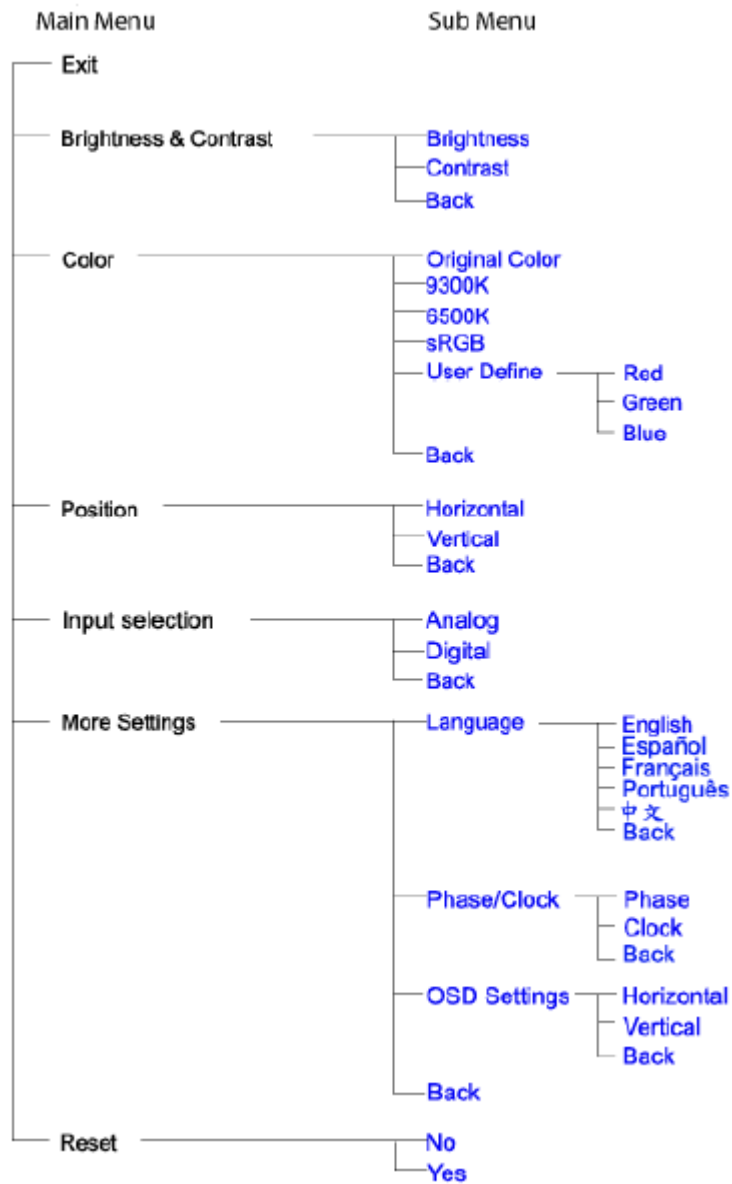 Main Menu Sub Menu
Exit
Brightness & Contrast Brightness
Contrast
Back
Color Original Color
9300K
6500K
sRGB
User Define Red
Green
Blue
Back
Position Horizontal
Vertical
Back
Input selection Analog
Digital
Back
More Settings Language English
Español
Français
Português
中文
Back
Phase/Clock Phase
Clock
Back
OSD Settings Horizontal
Vertical
Back
Back
Reset No
Yes